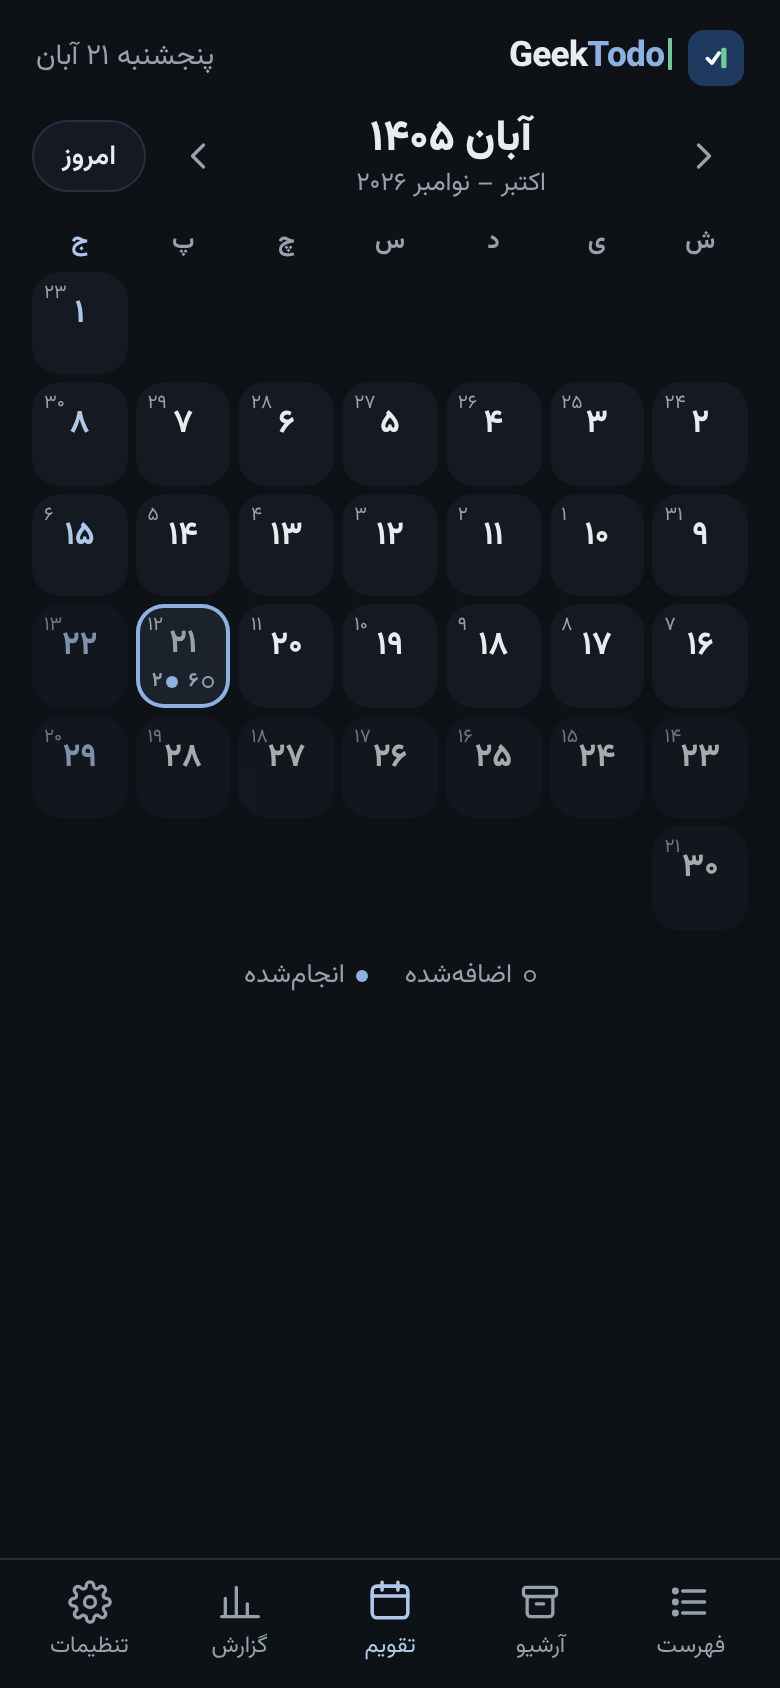 GeekTodo
پنجشنبه ۲۱ آبان
آبان ۱۴۰۵
اکتبر – نوامبر ۲۰۲۶
امروز
ش ی د س چ پ ج
۱ ۲۳
۲ ۲۴ ۳ ۲۵ ۴ ۲۶ ۵ ۲۷ ۶ ۲۸ ۷ ۲۹ ۸ ۳۰
۹ ۳۱ ۱۰ ۱ ۱۱ ۲ ۱۲ ۳ ۱۳ ۴ ۱۴ ۵ ۱۵ ۶
۱۶ ۷ ۱۷ ۸ ۱۸ ۹ ۱۹ ۱۰ ۲۰ ۱۱ ۲۱ ۱۲ ۲۲ ۱۳
۶ ۲
۲۳ ۱۴ ۲۴ ۱۵ ۲۵ ۱۶ ۲۶ ۱۷ ۲۷ ۱۸ ۲۸ ۱۹ ۲۹ ۲۰
۳۰ ۲۱
اضافه‌شده انجام‌شده
فهرست آرشیو تقویم گزارش تنظیمات